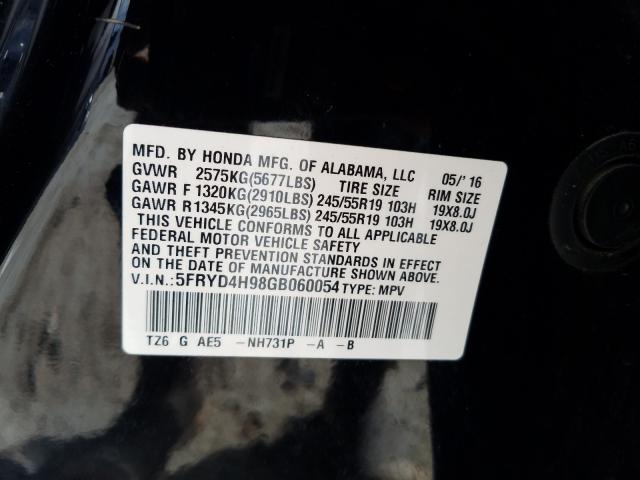 MFD. BY HONDA MFG. OF ALABAMA, LLC 05/'16
GVWR 2575KG(5677LBS) TIRE SIZE RIM SIZE
GAWR F 1320KG(2910LBS) 245/55R19 103H 19X8.0J
GAWR R1345KG(2965LBS) 245/55R19 103H 19X8.0J
THIS VEHICLE CONFORMS TO ALL APPLICABLE
FEDERAL MOTOR VEHICLE SAFETY
AND THEFT PREVENTION STANDARDS IN EFFECT
ON THE DATE OF MANUFACTURE SHOWN ABOVE.
V.I.N.:5FRYD4H98GB060054 TYPE: MPV
TZ6 G AE5 -NH731P -A -B